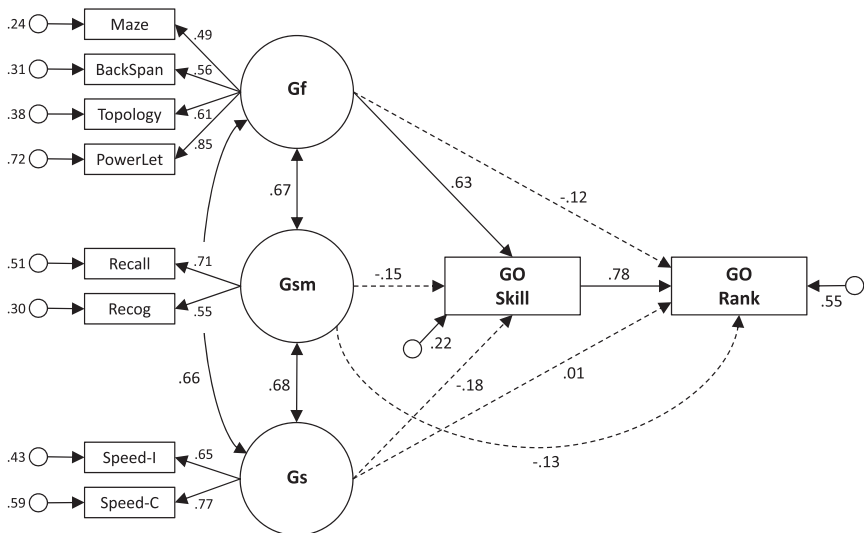 .24
Maze
.49
.31
BackSpan
.56
Gf
.38
Topology
.61
.72
PowerLet
.85
.67
.63
-.12
.51
Recall
.71
Gsm
-.15
GO
Skill
.78
GO
Rank
.55
.30
Recog
.55
.22
.66
.68
-.18
.01
-.13
.43
Speed-I
.65
Gs
.59
Speed-C
.77